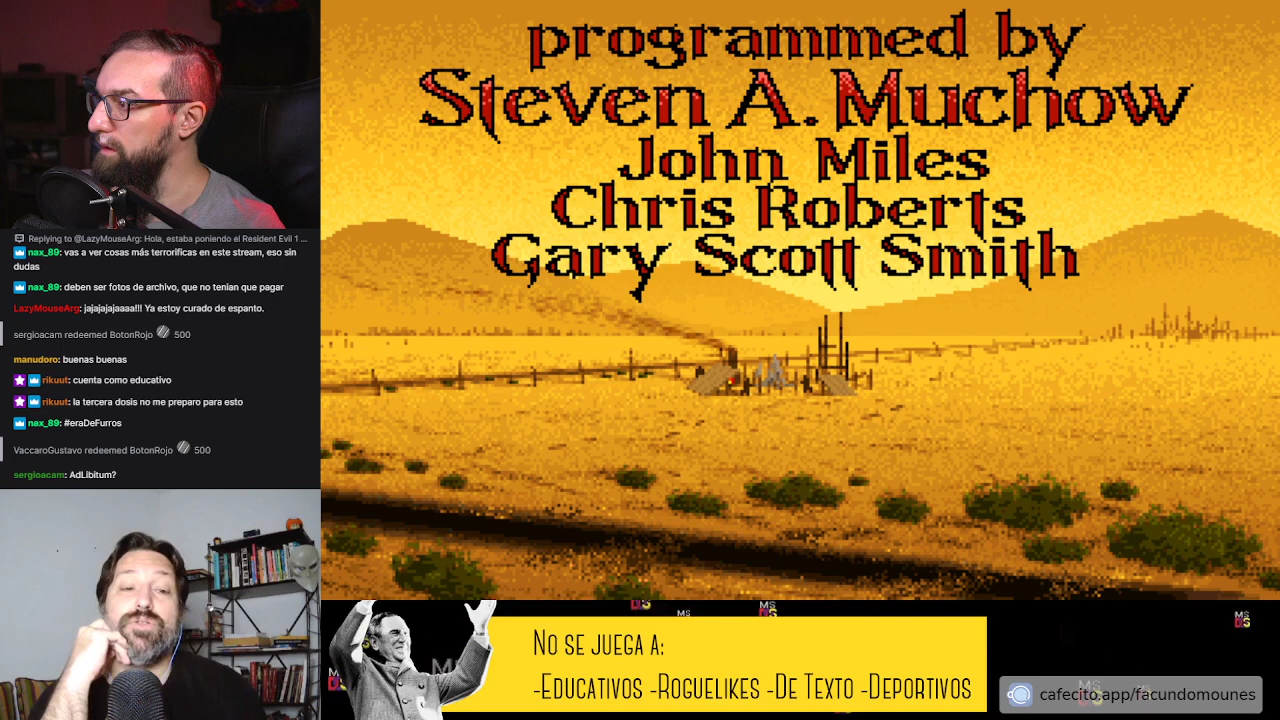 programmed by
Steven A. Muchow
John Miles
Chris Roberts
Gary Scott Smith
Replying to @LazyMouseArg: Hola, estaba poniendo el Resident Evil 1 ...
nax_89: vas a ver cosas más terrorificas en este stream, eso sin
dudas
nax_89: deben ser fotos de archivo, que no tenian que pagar
LazyMouseArg: jajajajajaaaa!!! Ya estoy curado de espanto.
sergioacam redeemed BotonRojo 500
manudoro: buenas buenas
rikuut: cuenta como educativo
rikuut: la tercera dosis no me preparo para esto
nax_89: #eraDeFurros
VaccaroGustavo redeemed BotonRojo 500
sergioacam: AdLibitum?
No se juega a:
-Educativos -Roguelikes -De Texto -Deportivos
cafecito.app/facundomounes